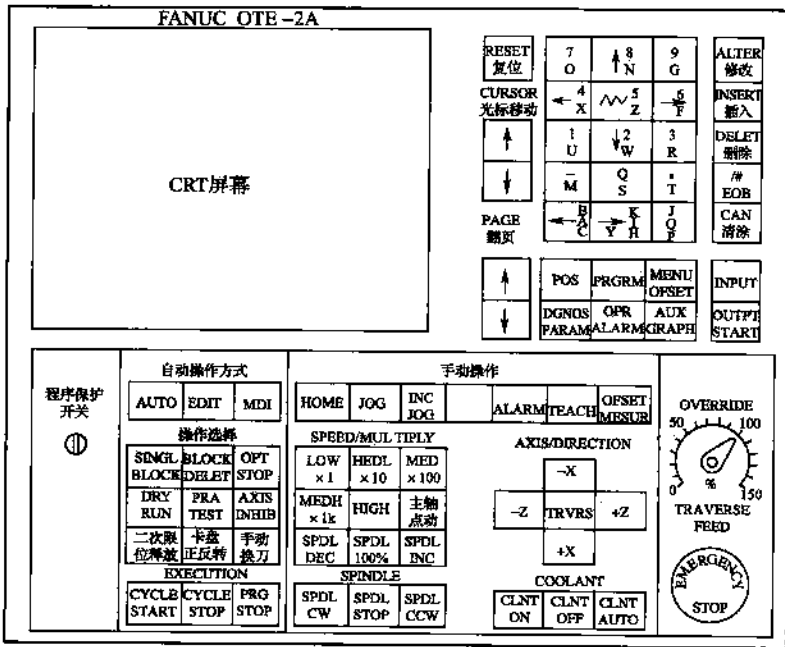 FANUC OTE-2A
CRT屏幕
RESET
复位
CURSOR
光标移动
PAGE
翻页
7 8 9
O N G
4 5 6
X Z F
1 2 3
U W R
- Q .
M S T
B K J
A I Q
C Y H P
ALTER
修改
INSERT
插入
DELET
删除
/#
EOB
CAN
清涂
POS PRGRM MENU
OFSET
DGNOS OPR AUX
PARAM ALARM GRAPH
INPUT
OUTPT
START
程序保护
开关
自动操作方式
AUTO EDIT MDI
操作选择
SINGL BLOCK OPT
BLOCK DELET STOP
DRY PRA AXIS
RUN TEST INHIB
二次限 卡盘 手动
位释放 正反转 换刀
EXECUTION
CYCLE CYCLE PRG
START STOP STOP
手动操作
HOME JOG INC
JOG
ALARM TEACH OFSET
MESUR
SPEED/MULTIPLY
LOW HEDL MED
×1 ×10 ×100
MEDH HIGH 主轴
×1k 点动
SPDL SPDL SPDL
DEC 100% INC
SPINDLE
SPDL SPDL SPDL
CW STOP CCW
AXIS/DIRECTION
-X
-Z TRVRS +Z
+X
COOLANT
CLNT CLNT CLNT
ON OFF AUTO
OVERRIDE
50 100
0 % 150
TRAVERSE
FEED
EMERGENCY
STOP